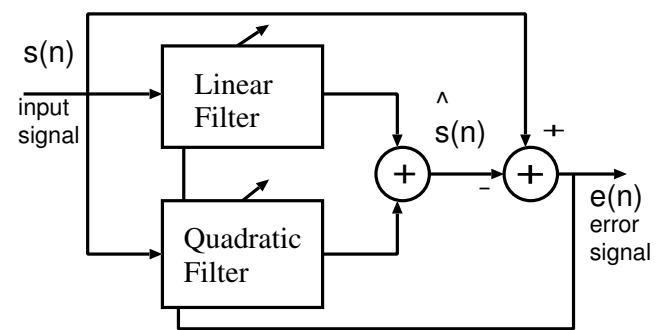 s(n)
input
signal
Linear
Filter
Quadratic
Filter
+
^
s(n)
−
+
+
e(n)
error
signal